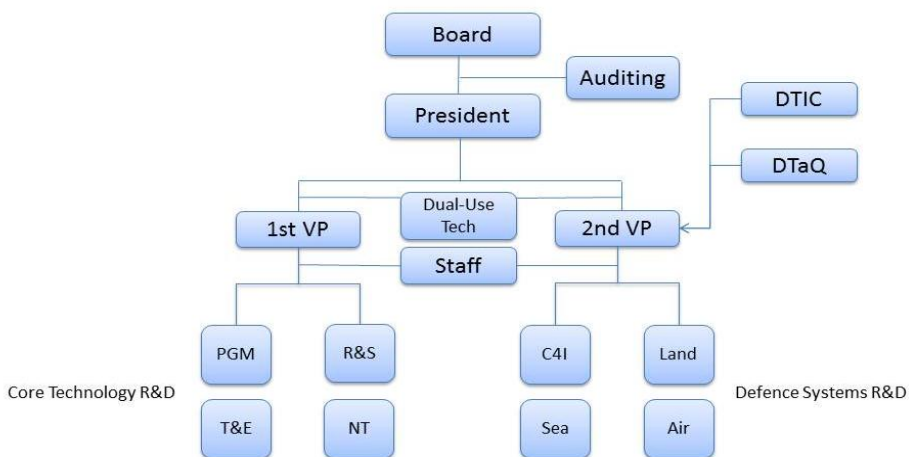 Board
Auditing
President
DTIC
DTaQ
Dual-Use
Tech
1st VP
2nd VP
Staff
PGM
R&S
C4I
Land
Core Technology R&D
Defence Systems R&D
T&E
NT
Sea
Air